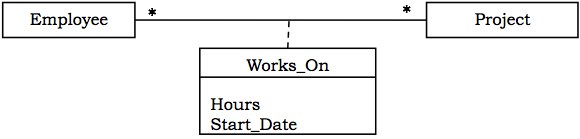 Employee
*
*
Project
Works_On
Hours
Start_Date